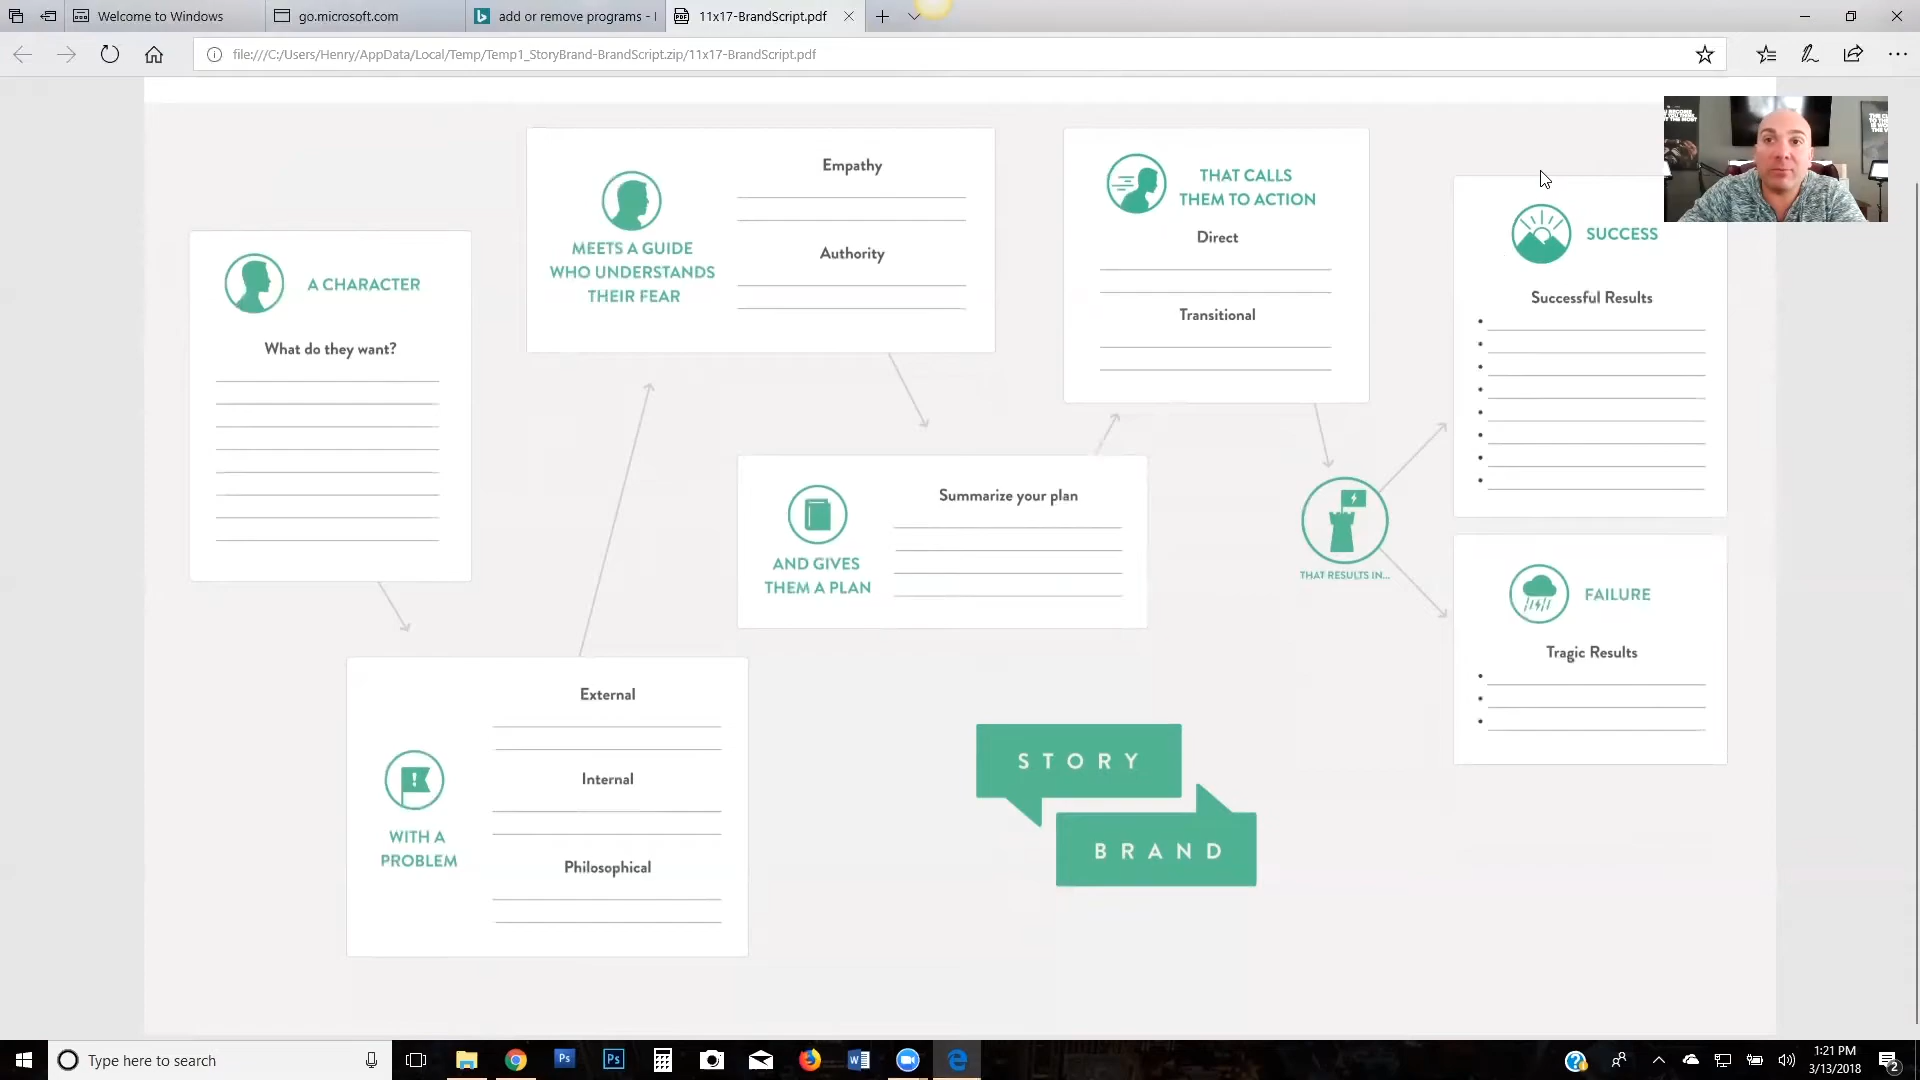 Welcome to Windows
go.microsoft.com
add or remove programs - 
11x17-BrandScript.pdf
file:///C:/Users/Henry/AppData/Local/Temp/Temp1_StoryBrand-BrandScript.zip/11x17-BrandScript.pdf
A CHARACTER
What do they want?
WITH A
PROBLEM
External
Internal
Philosophical
MEETS A GUIDE
WHO UNDERSTANDS
THEIR FEAR
Empathy
Authority
AND GIVES
THEM A PLAN
Summarize your plan
THAT CALLS
THEM TO ACTION
Direct
Transitional
THAT RESULTS IN...
SUCCESS
Successful Results
FAILURE
Tragic Results
STORY
BRAND
Type here to search
Ps
Ps
1:21 PM
3/13/2018
2